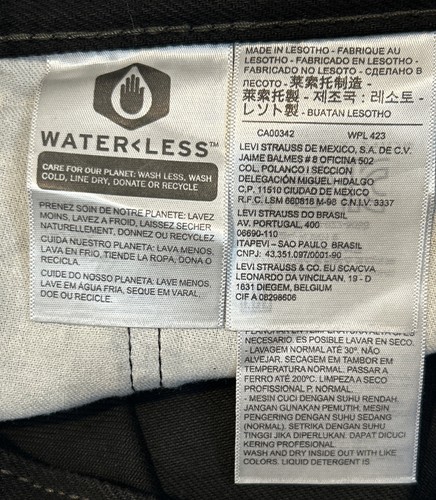 WATER<LESS™
CARE FOR OUR PLANET: WASH LESS, WASH
COLD, LINE DRY, DONATE OR RECYCLE
PRENEZ SOIN DE NOTRE PLANETE: LAVEZ
MOINS, LAVEZ A FROID, LAISSEZ SECHER
NATURELLEMENT, DONNEZ OU RECYCLEZ
CUIDA NUESTRO PLANETA: LAVA MENOS,
LAVA EN FRIO, TIENDE LA ROPA, DONA O
RECICLA.
CUIDE DO NOSSO PLANETA: LAVE MENOS,
LAVE EM ÁGUA FRIA, SEQUE EM VARAL,
DOE OU RECICLE.
MADE IN LESOTHO - FABRIQUE AU
LESOTHO - FABRICADO EN LESOTHO -
FABRICADO NO LESOTO - СДЕЛАНО В
ЛЕСОТО - 莱索托制造 -
萊索托製 - 제조국 : 레소토 -
レソト製 - BUATAN LESOTHO
CA00342 WPL 423
LEVI STRAUSS DE MEXICO, S.A. DE C.V.
JAIME BALMES # 8 OFICINA 502
COL. POLANCO I SECCION
DELEGACIÓN MIGUEL HIDALGO
C.P. 11510 CIUDAD DE MEXICO
R.F.C. LSM 660818 M-98 C.N.I.V. 3337
LEVI STRAUSS DO BRASIL
AV. PORTUGAL, 400
06690-110
ITAPEVI – SAO PAULO BRASIL
CNPJ: 43.351.097/0001-90
LEVI STRAUSS & CO. EU SCA/CVA
LEONARDO DA VINCILAAN, 19 - D
1831 DIEGEM, BELGIUM
CIF A 08298606
NECESARIO. ES POSIBLE LAVAR EN SECO.
- LAVAGEM NORMAL ATÉ 30º. NÃO
ALVEJAR. SECAGEM EM TAMBOR EM
TEMPERATURA NORMAL. PASSAR A
FERRO ATÉ 200ºC. LIMPEZA A SECO
PROFISSIONAL P, NORMAL.
- MESIN CUCI DENGAN SUHU RENDAH.
JANGAN GUNAKAN PEMUTIH. MESIN
PENGERING DENGAN SUHU SEDANG
(NORMAL). SETRIKA DENGAN SUHU
TINGGI JIKA DIPERLUKAN. DAPAT DICUCI
KERING PROFESIONAL.
WASH AND DRY INSIDE OUT WITH LIKE
COLORS. LIQUID DETERGENT IS